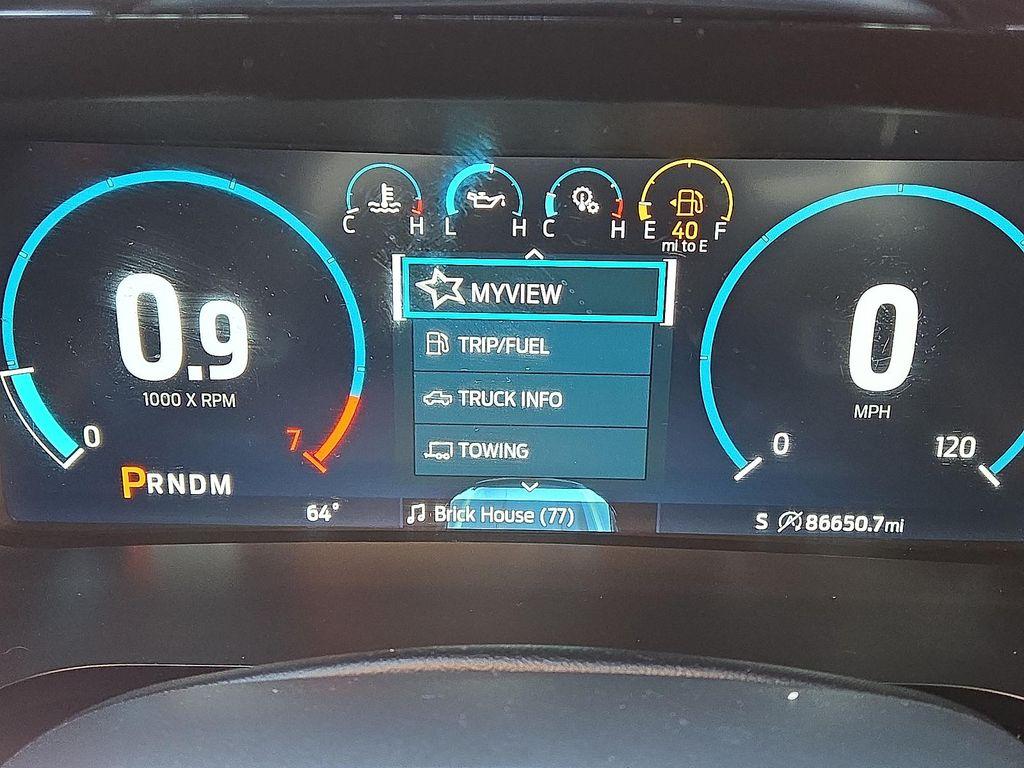 C H L H C H E 40 F
mi to E
MYVIEW
TRIP/FUEL
TRUCK INFO
TOWING
0.9
1000 X RPM
0 7
PRNDM
64°
Brick House (77)
0
MPH
0 120
S 86650.7mi